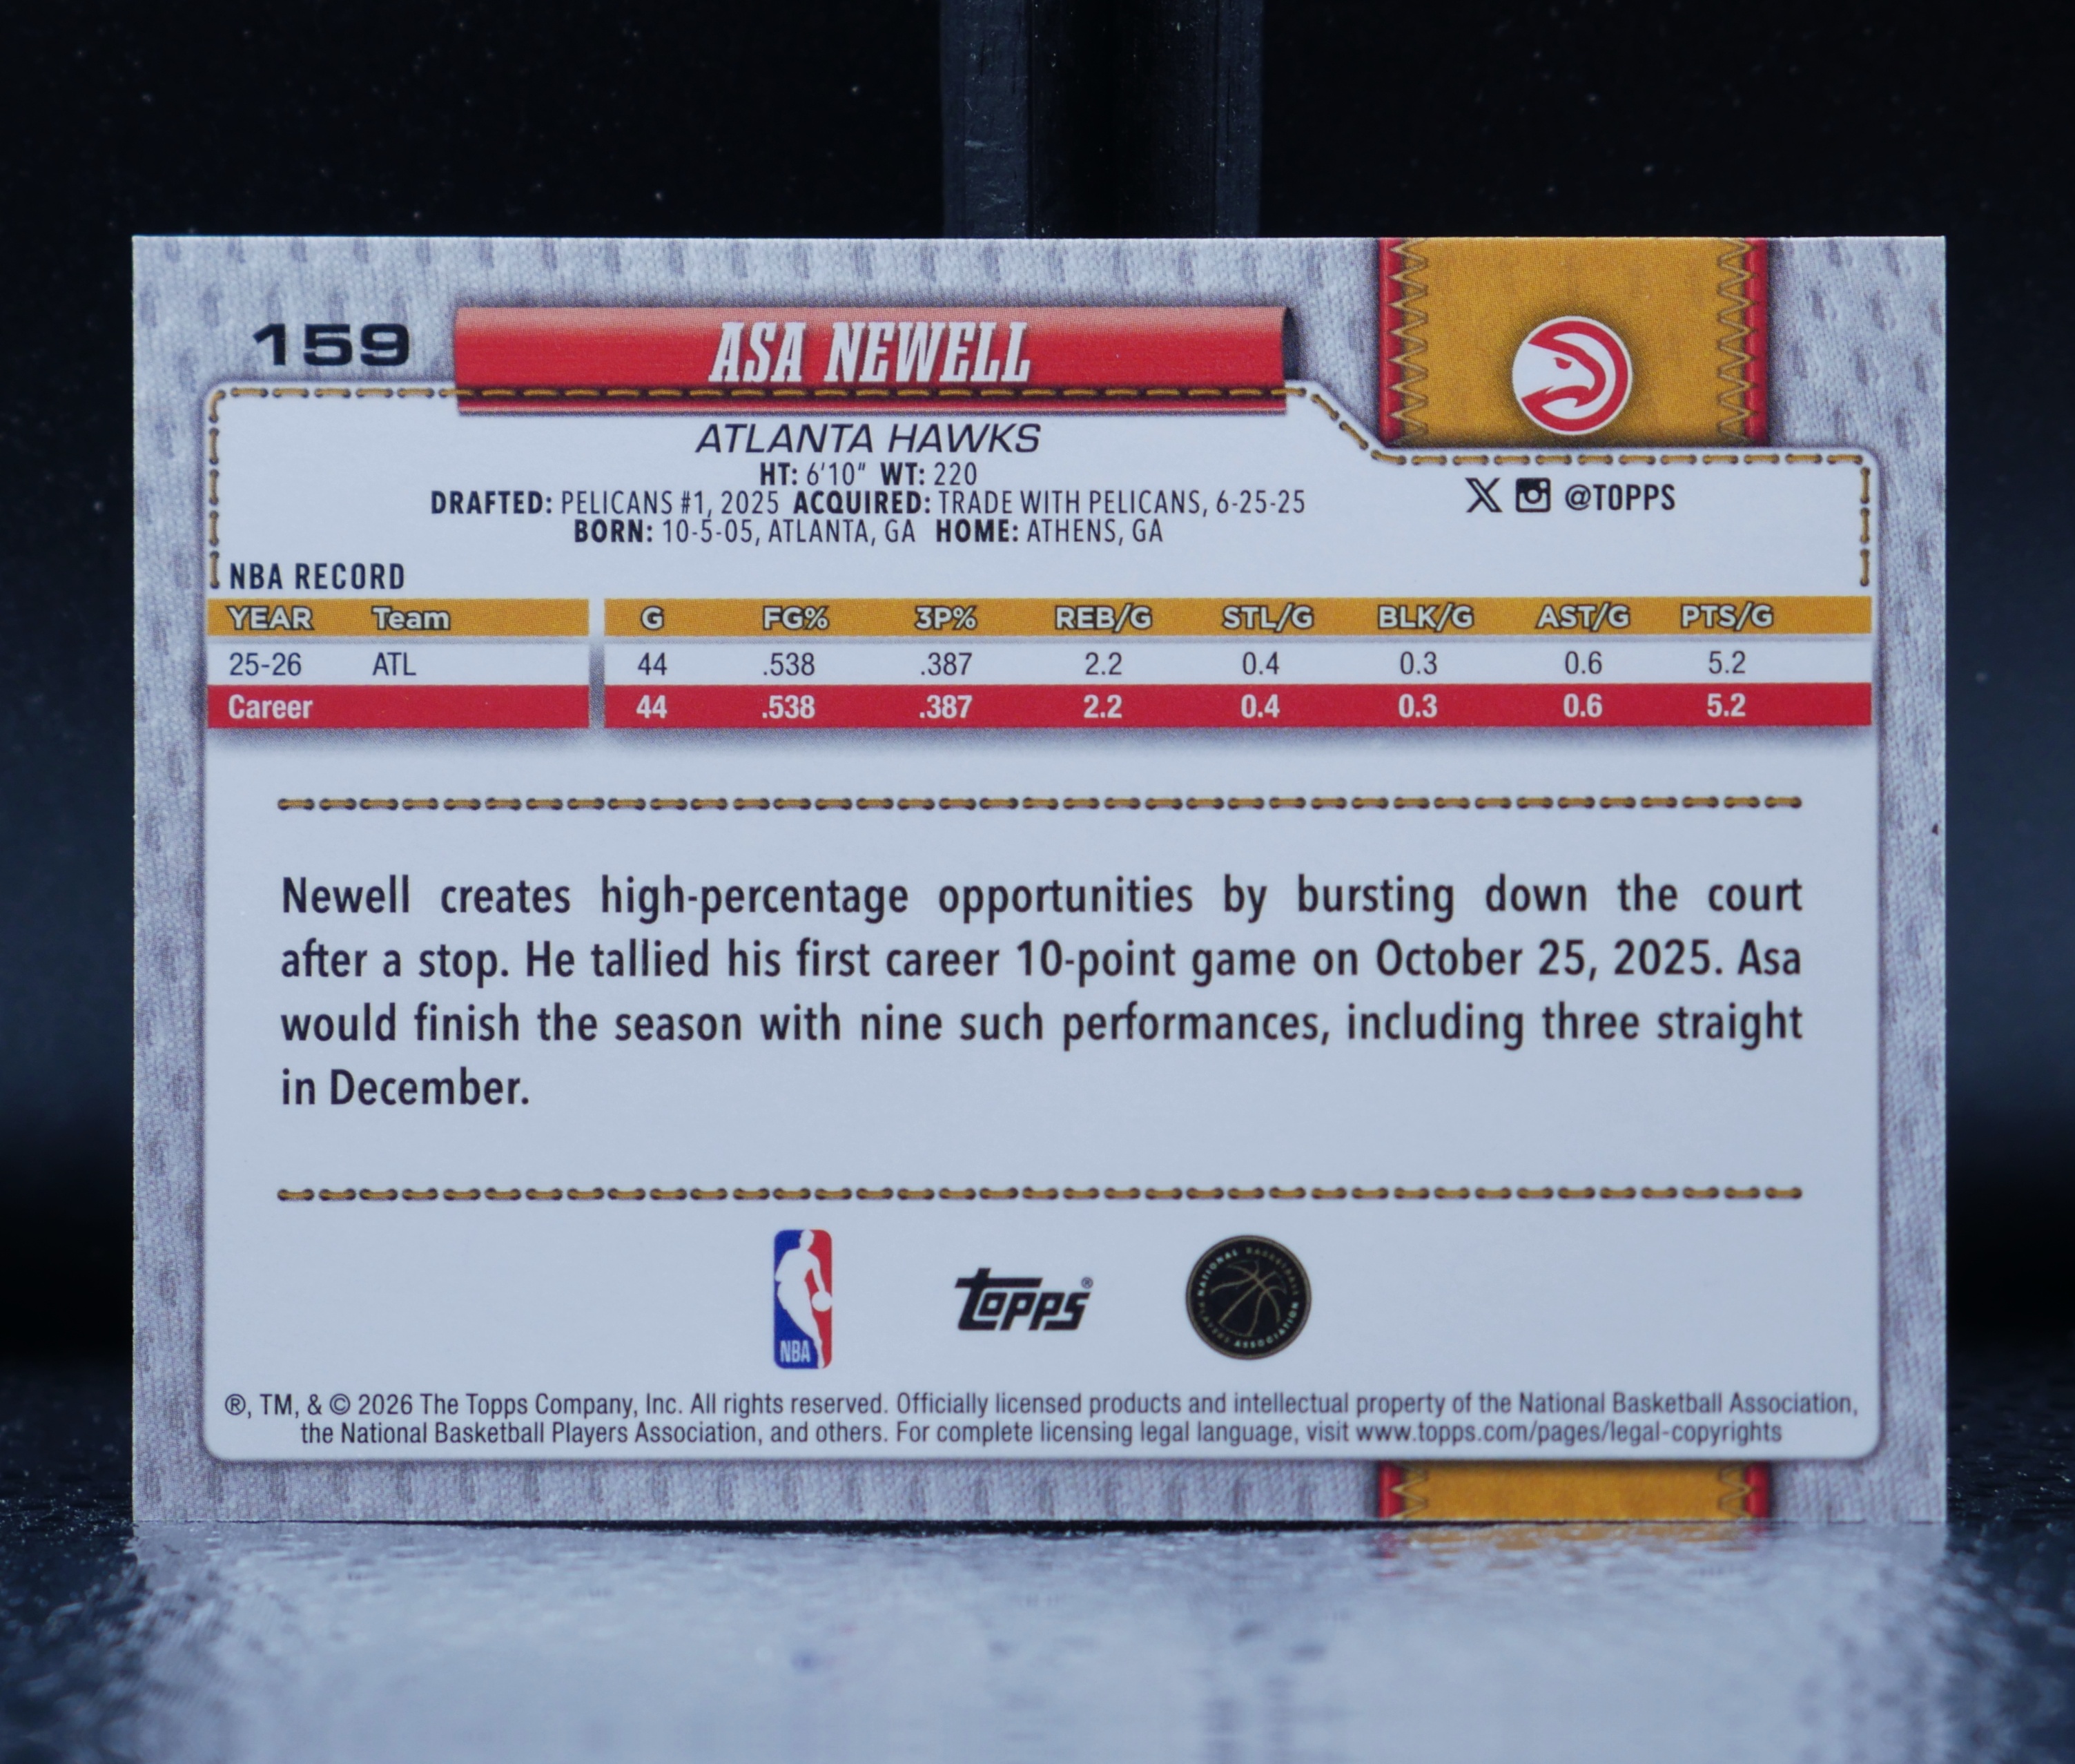 159
ASA NEWELL
ATLANTA HAWKS
HT: 6'10" WT: 220
DRAFTED: PELICANS #1, 2025 ACQUIRED: TRADE WITH PELICANS, 6-25-25
BORN: 10-5-05, ATLANTA, GA HOME: ATHENS, GA
@TOPPS
NBA RECORD
YEAR Team G FG% 3P% REB/G STL/G BLK/G AST/G PTS/G
25-26 ATL 44 .538 .387 2.2 0.4 0.3 0.6 5.2
Career 44 .538 .387 2.2 0.4 0.3 0.6 5.2
Newell creates high-percentage opportunities by bursting down the court
after a stop. He tallied his first career 10-point game on October 25, 2025. Asa
would finish the season with nine such performances, including three straight
in December.
NBA
topps®
NATIONAL BASKETBALL PLAYERS ASSOCIATION
®, TM, & © 2026 The Topps Company, Inc. All rights reserved. Officially licensed products and intellectual property of the National Basketball Association,
the National Basketball Players Association, and others. For complete licensing legal language, visit www.topps.com/pages/legal-copyrights